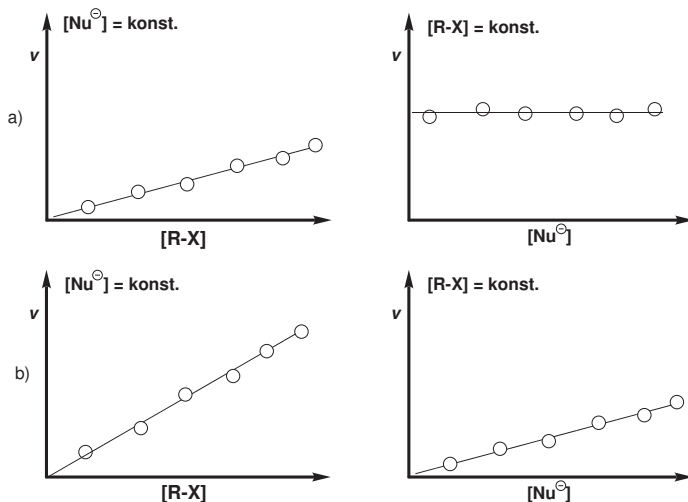 [Nu⊖] = konst.
[R-X] = konst.
v
v
a)
[R-X]
[Nu⊖]
[Nu⊖] = konst.
[R-X] = konst.
v
v
b)
[R-X]
[Nu⊖]